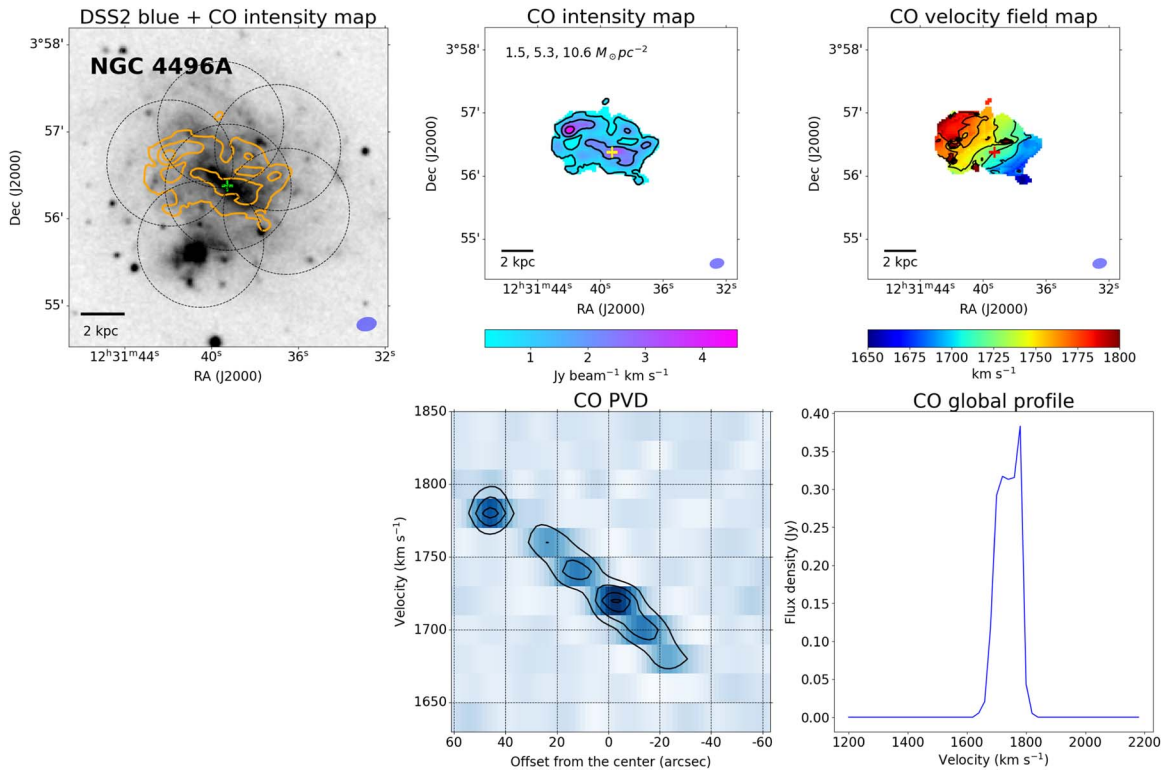 DSS2 blue + CO intensity map
NGC 4496A
3°58'
57'
56'
55'
Dec (J2000)
2 kpc
12ʰ31ᵐ44ˢ
40ˢ
36ˢ
32ˢ
RA (J2000)
CO intensity map
1.5, 5.3, 10.6 M⊙pc⁻²
3°58'
57'
56'
55'
Dec (J2000)
2 kpc
12ʰ31ᵐ44ˢ
40ˢ
36ˢ
32ˢ
RA (J2000)
1
2
3
4
Jy beam⁻¹ km s⁻¹
CO velocity field map
3°58'
57'
56'
55'
Dec (J2000)
2 kpc
12ʰ31ᵐ44ˢ
40ˢ
36ˢ
32ˢ
RA (J2000)
1650
1675
1700
1725
1750
1775
1800
km s⁻¹
CO PVD
1850
1800
1750
1700
1650
Velocity (km s⁻¹)
60
40
20
0
-20
-40
-60
Offset from the center (arcsec)
CO global profile
0.40
0.35
0.30
0.25
0.20
0.15
0.10
0.05
0.00
Flux density (Jy)
1200
1400
1600
1800
2000
2200
Velocity (km s⁻¹)